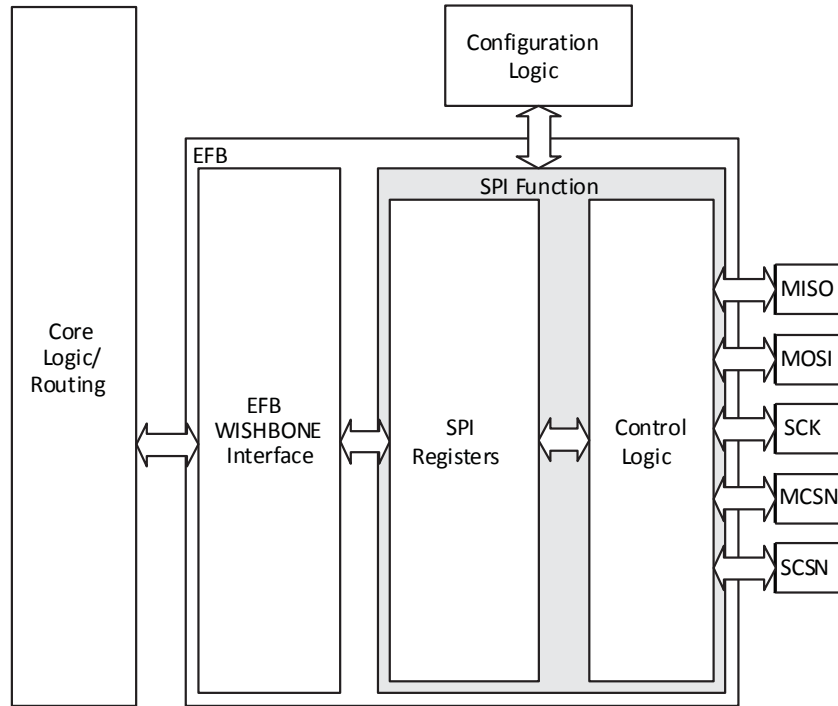 Configuration
Logic
EFB
SPI Function
Core
Logic/
Routing
EFB
WISHBONE
Interface
SPI
Registers
Control
Logic
MISO
MOSI
SCK
MCSN
SCSN